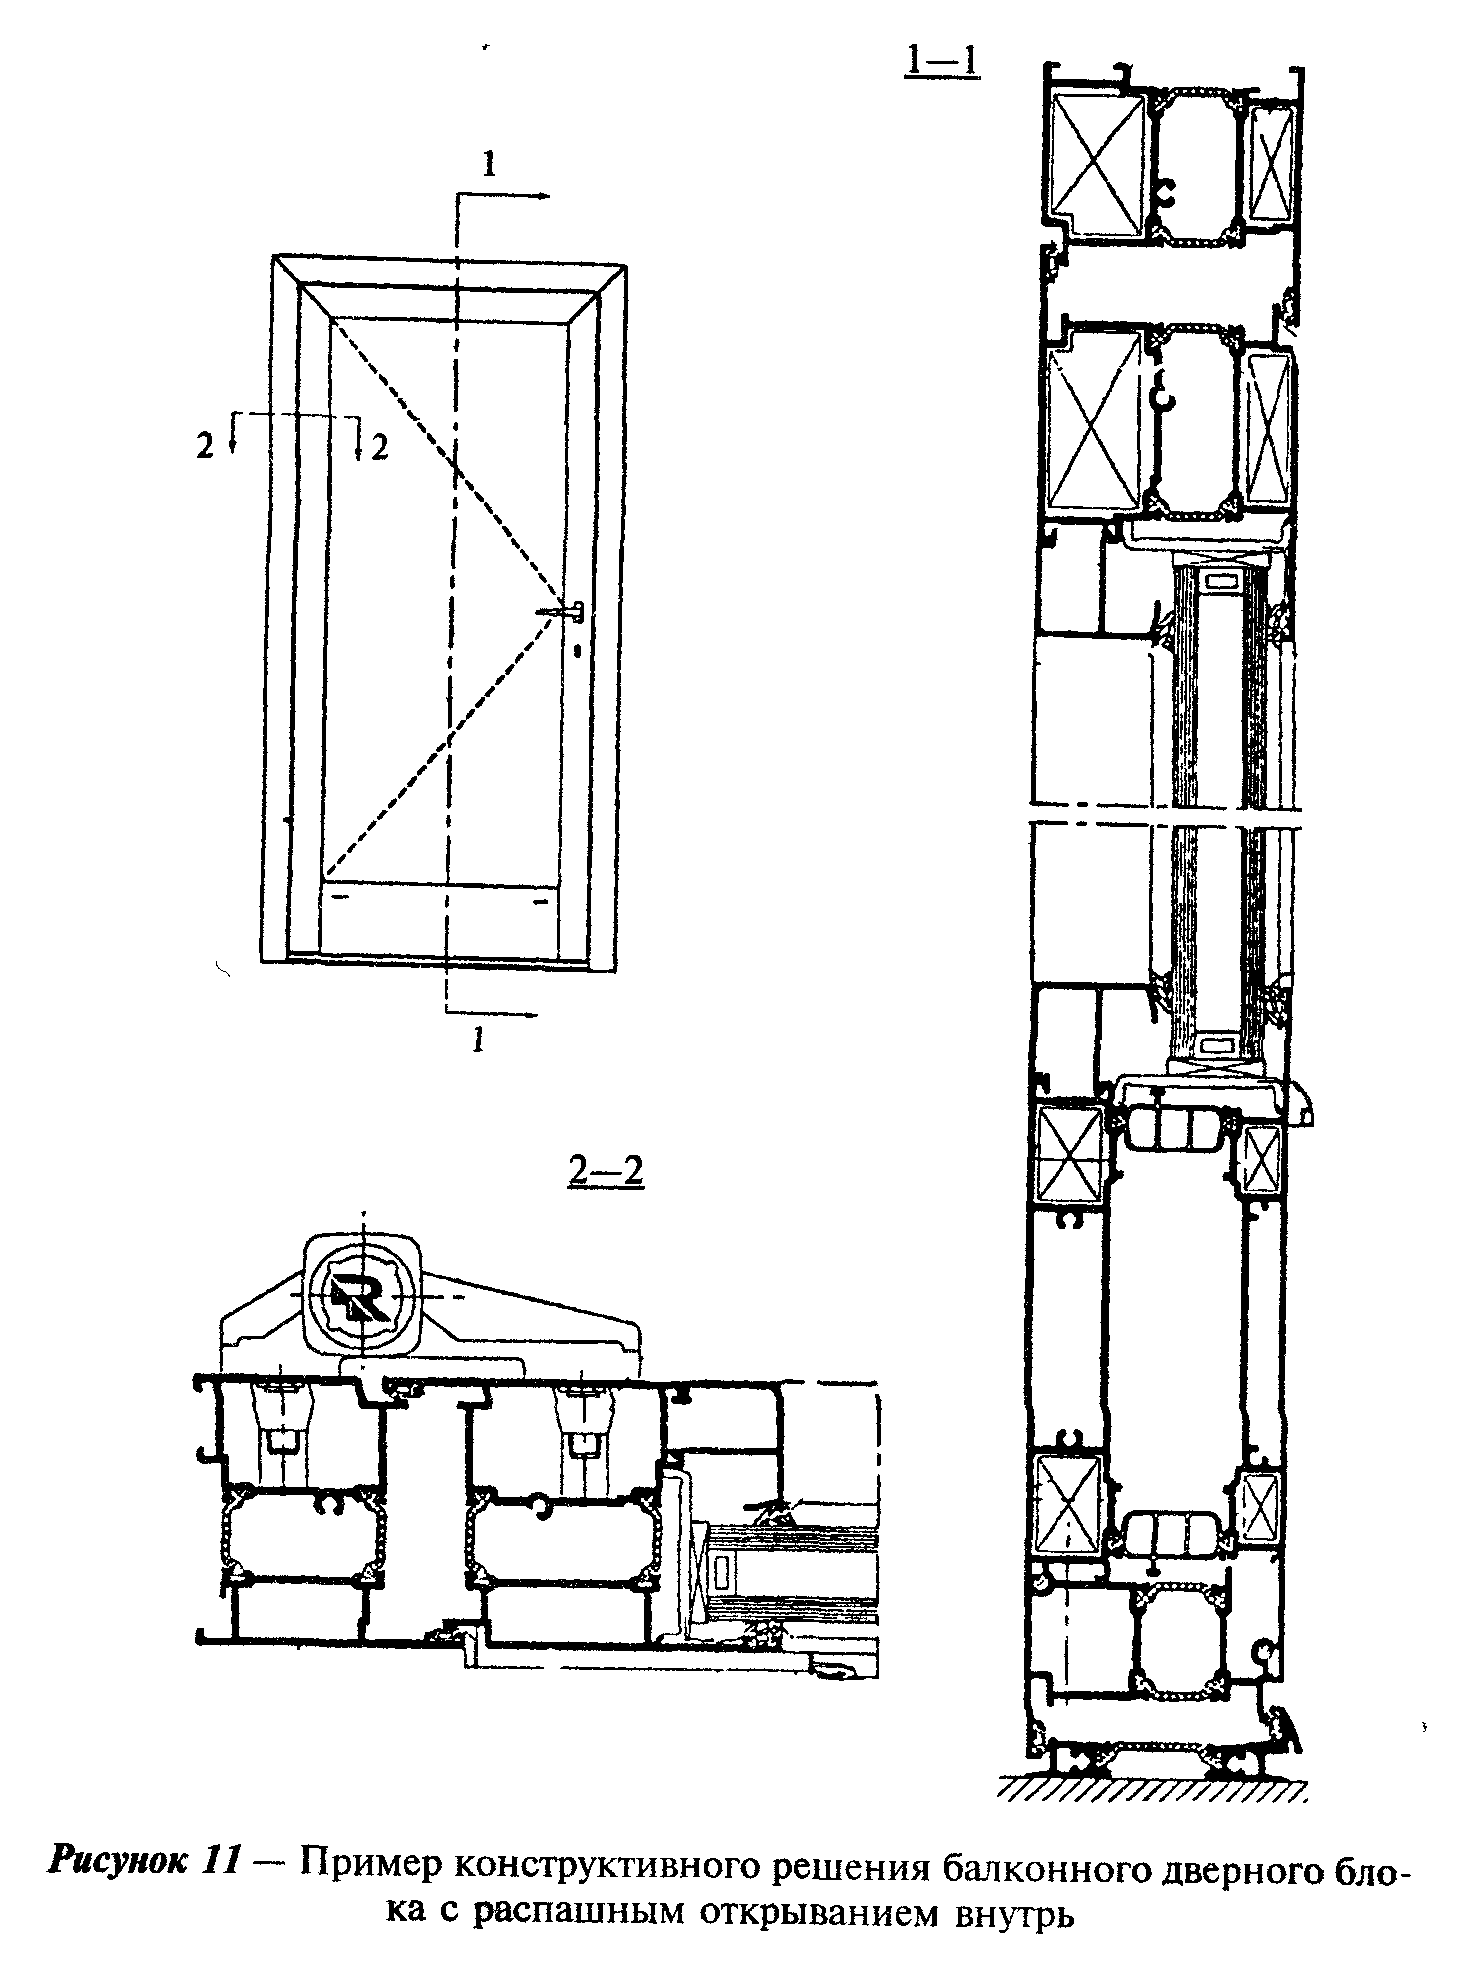 1—1
1
2
2
1
2—2
R
Рисунок 11 — Пример конструктивного решения балконного дверного бло-
ка с распашным открыванием внутрь